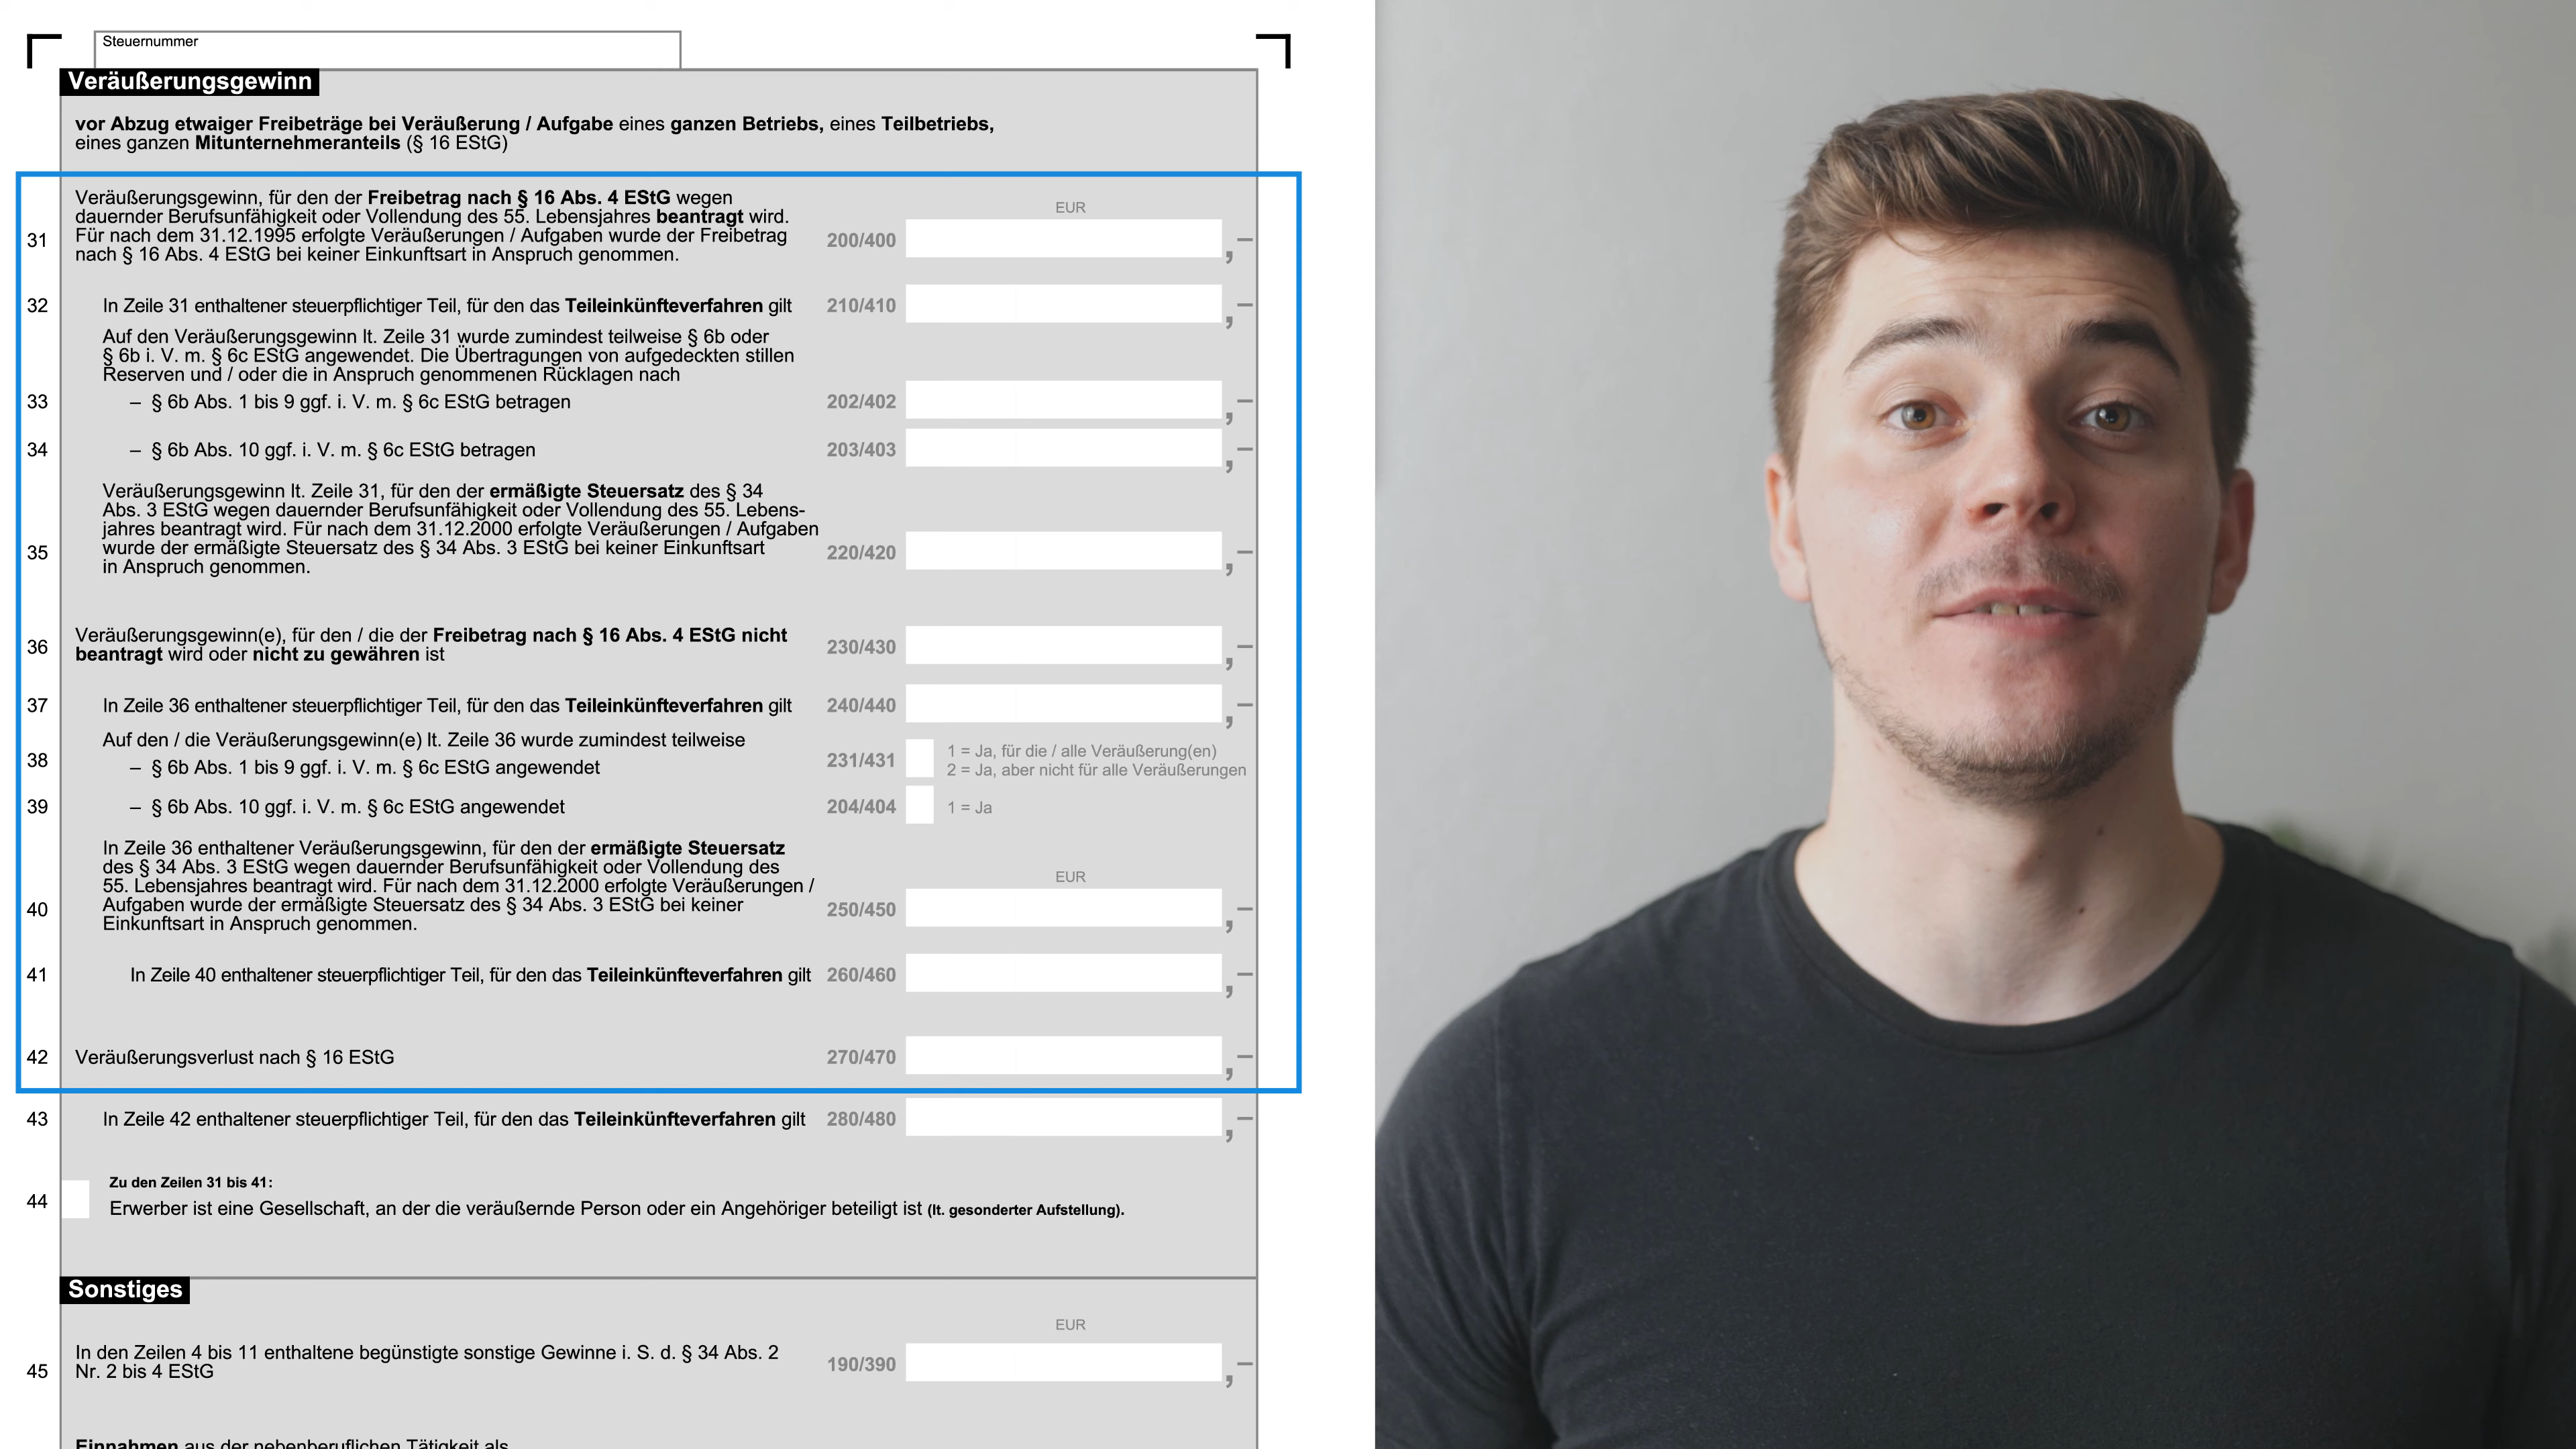 Steuernummer
Veräußerungsgewinn
vor Abzug etwaiger Freibeträge bei Veräußerung / Aufgabe eines ganzen Betriebs, eines Teilbetriebs,
eines ganzen Mitunternehmeranteils (§ 16 EStG)
Veräußerungsgewinn, für den der Freibetrag nach § 16 Abs. 4 EStG wegen
dauernder Berufsunfähigkeit oder Vollendung des 55. Lebensjahres beantragt wird.
EUR
31 Für nach dem 31.12.1995 erfolgte Veräußerungen / Aufgaben wurde der Freibetrag 200/400 ,–
nach § 16 Abs. 4 EStG bei keiner Einkunftsart in Anspruch genommen.
32 In Zeile 31 enthaltener steuerpflichtiger Teil, für den das Teileinkünfteverfahren gilt 210/410 ,–
Auf den Veräußerungsgewinn lt. Zeile 31 wurde zumindest teilweise § 6b oder
§ 6b i. V. m. § 6c EStG angewendet. Die Übertragungen von aufgedeckten stillen
Reserven und / oder die in Anspruch genommenen Rücklagen nach
33 – § 6b Abs. 1 bis 9 ggf. i. V. m. § 6c EStG betragen 202/402 ,–
34 – § 6b Abs. 10 ggf. i. V. m. § 6c EStG betragen 203/403 ,–
Veräußerungsgewinn lt. Zeile 31, für den der ermäßigte Steuersatz des § 34
Abs. 3 EStG wegen dauernder Berufsunfähigkeit oder Vollendung des 55. Lebens-
jahres beantragt wird. Für nach dem 31.12.2000 erfolgte Veräußerungen / Aufgaben
35 wurde der ermäßigte Steuersatz des § 34 Abs. 3 EStG bei keiner Einkunftsart 220/420 ,–
in Anspruch genommen.
Veräußerungsgewinn(e), für den / die der Freibetrag nach § 16 Abs. 4 EStG nicht
36 beantragt wird oder nicht zu gewähren ist 230/430 ,–
37 In Zeile 36 enthaltener steuerpflichtiger Teil, für den das Teileinkünfteverfahren gilt 240/440 ,–
Auf den / die Veräußerungsgewinn(e) lt. Zeile 36 wurde zumindest teilweise
1 = Ja, für die / alle Veräußerung(en)
38 – § 6b Abs. 1 bis 9 ggf. i. V. m. § 6c EStG angewendet 231/431 2 = Ja, aber nicht für alle Veräußerungen
39 – § 6b Abs. 10 ggf. i. V. m. § 6c EStG angewendet 204/404 1 = Ja
In Zeile 36 enthaltener Veräußerungsgewinn, für den der ermäßigte Steuersatz
des § 34 Abs. 3 EStG wegen dauernder Berufsunfähigkeit oder Vollendung des
EUR
55. Lebensjahres beantragt wird. Für nach dem 31.12.2000 erfolgte Veräußerungen /
40 Aufgaben wurde der ermäßigte Steuersatz des § 34 Abs. 3 EStG bei keiner 250/450 ,–
Einkunftsart in Anspruch genommen.
41 In Zeile 40 enthaltener steuerpflichtiger Teil, für den das Teileinkünfteverfahren gilt 260/460 ,–
42 Veräußerungsverlust nach § 16 EStG 270/470 ,–
43 In Zeile 42 enthaltener steuerpflichtiger Teil, für den das Teileinkünfteverfahren gilt 280/480 ,–
Zu den Zeilen 31 bis 41:
44 Erwerber ist eine Gesellschaft, an der die veräußernde Person oder ein Angehöriger beteiligt ist (lt. gesonderter Aufstellung).
Sonstiges
EUR
In den Zeilen 4 bis 11 enthaltene begünstigte sonstige Gewinne i. S. d. § 34 Abs. 2
45 Nr. 2 bis 4 EStG 190/390 ,–
Einnahmen aus der nebenberuflichen Tätigkeit als